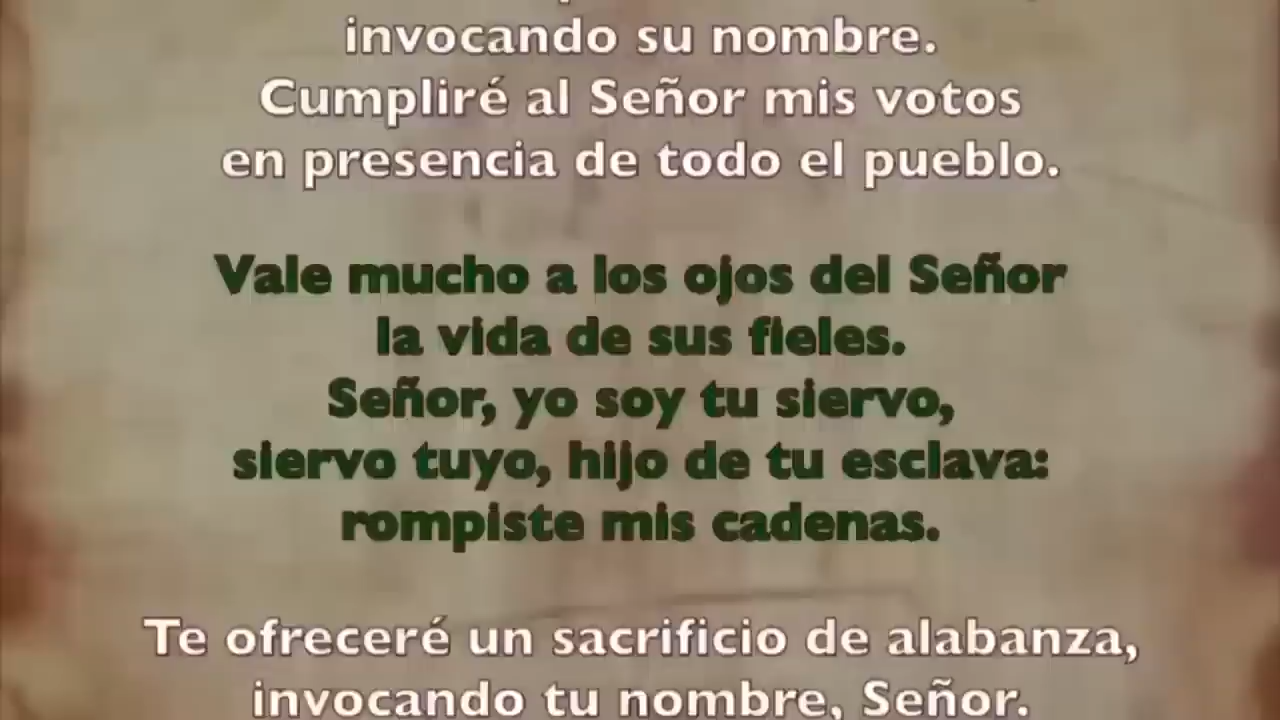 invocando su nombre.
Cumpliré al Señor mis votos
en presencia de todo el pueblo.
Vale mucho a los ojos del Señor
la vida de sus fieles.
Señor, yo soy tu siervo,
siervo tuyo, hijo de tu esclava:
rompiste mis cadenas.
Te ofreceré un sacrificio de alabanza,
invocando tu nombre, Señor.